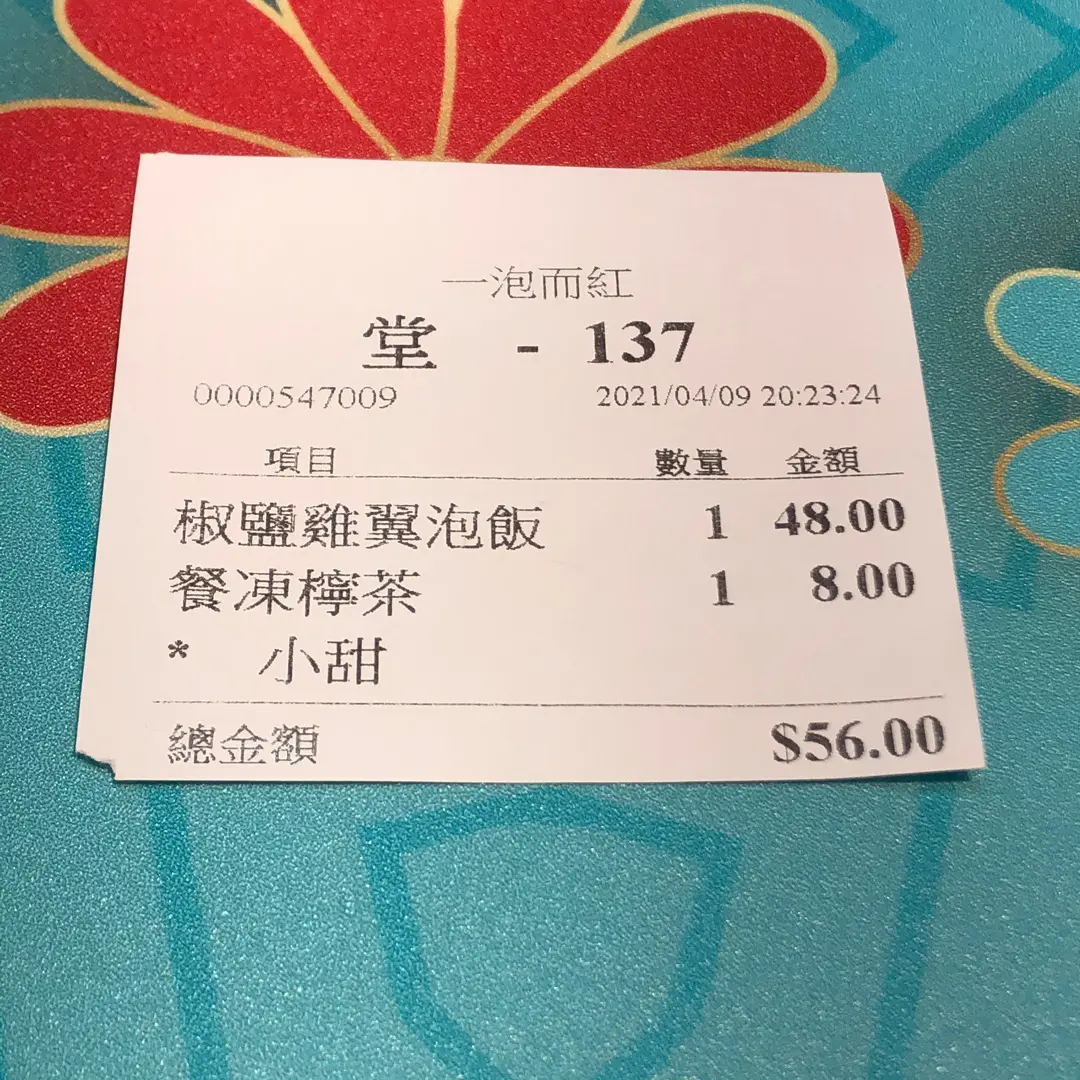 一泡而紅
堂 - 137
0000547009 2021/04/09 20:23:24
項目 數量 金額
椒鹽雞翼泡飯 1 48.00
餐凍檸茶 1 8.00
* 小甜
總金額 $56.00